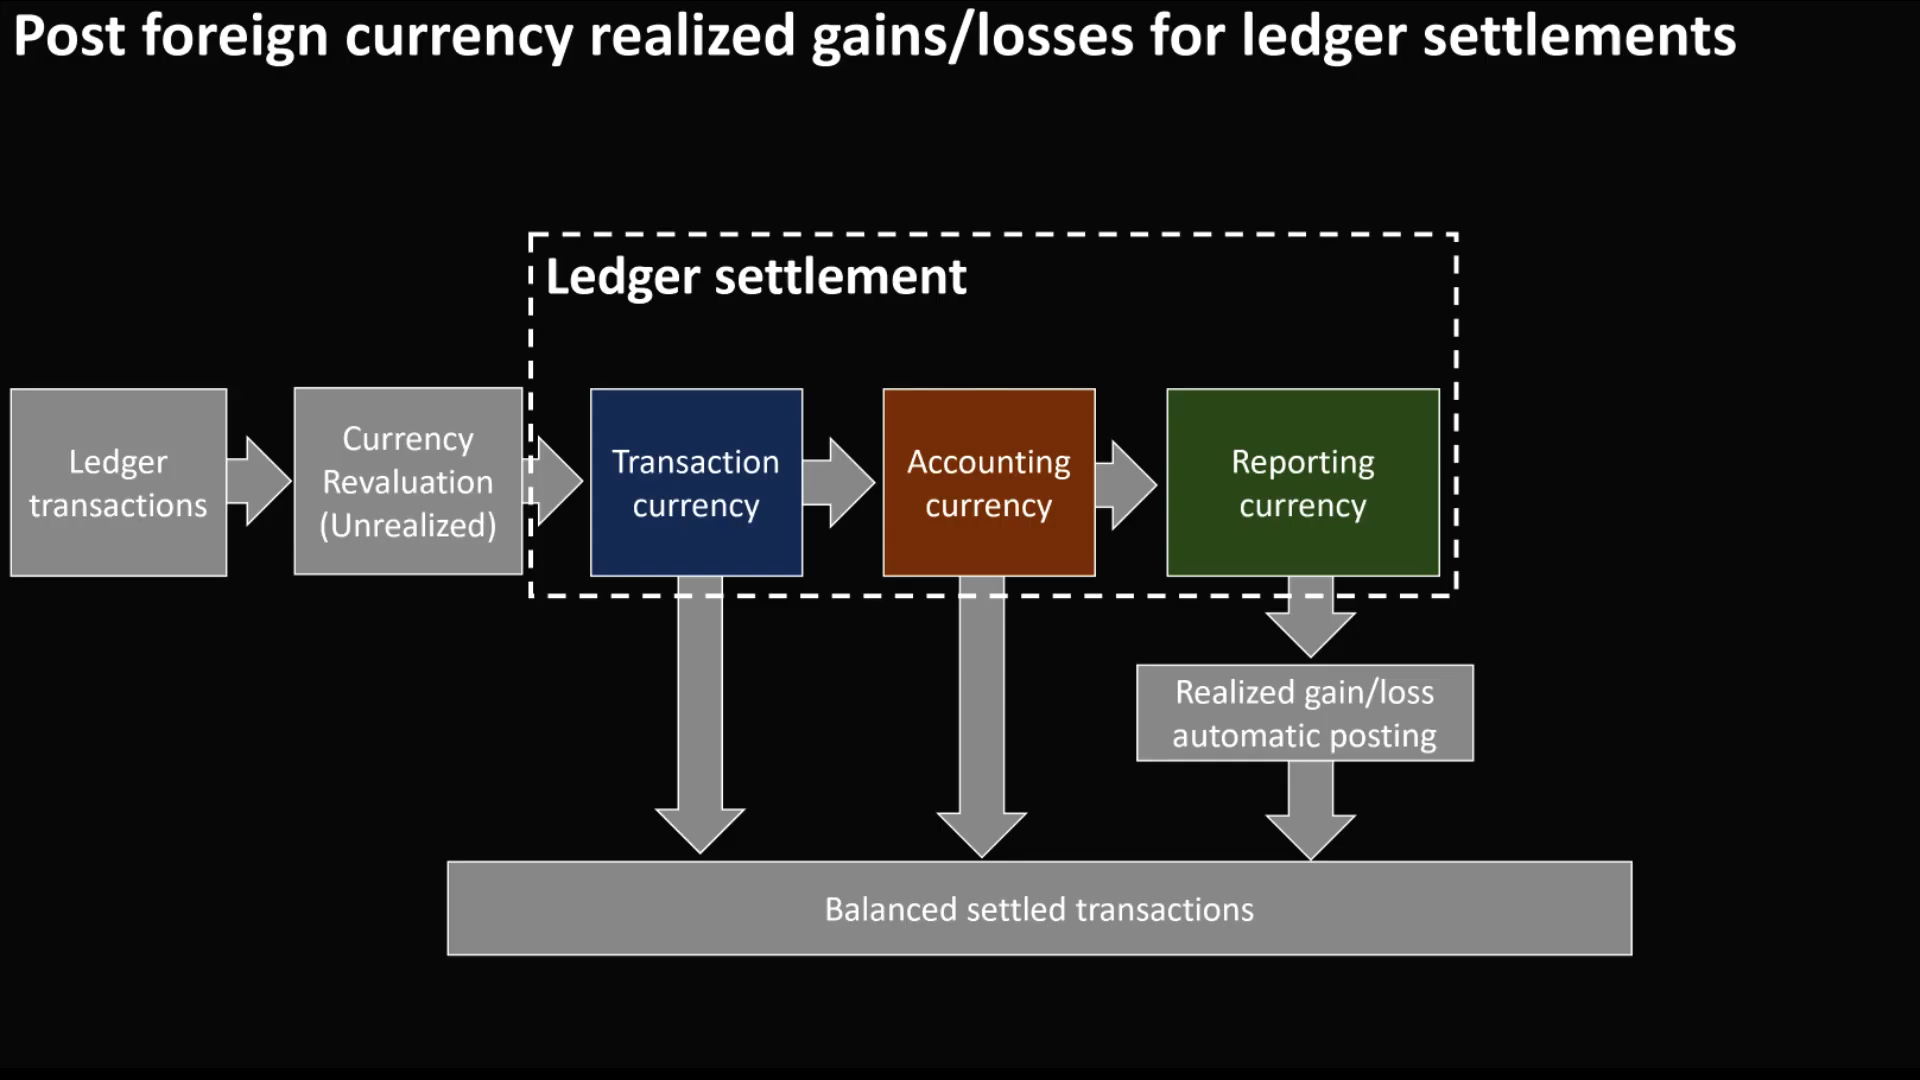 Post foreign currency realized gains/losses for ledger settlements
Ledger settlement
Ledger
transactions
Currency
Revaluation
(Unrealized)
Transaction
currency
Accounting
currency
Reporting
currency
Realized gain/loss
automatic posting
Balanced settled transactions